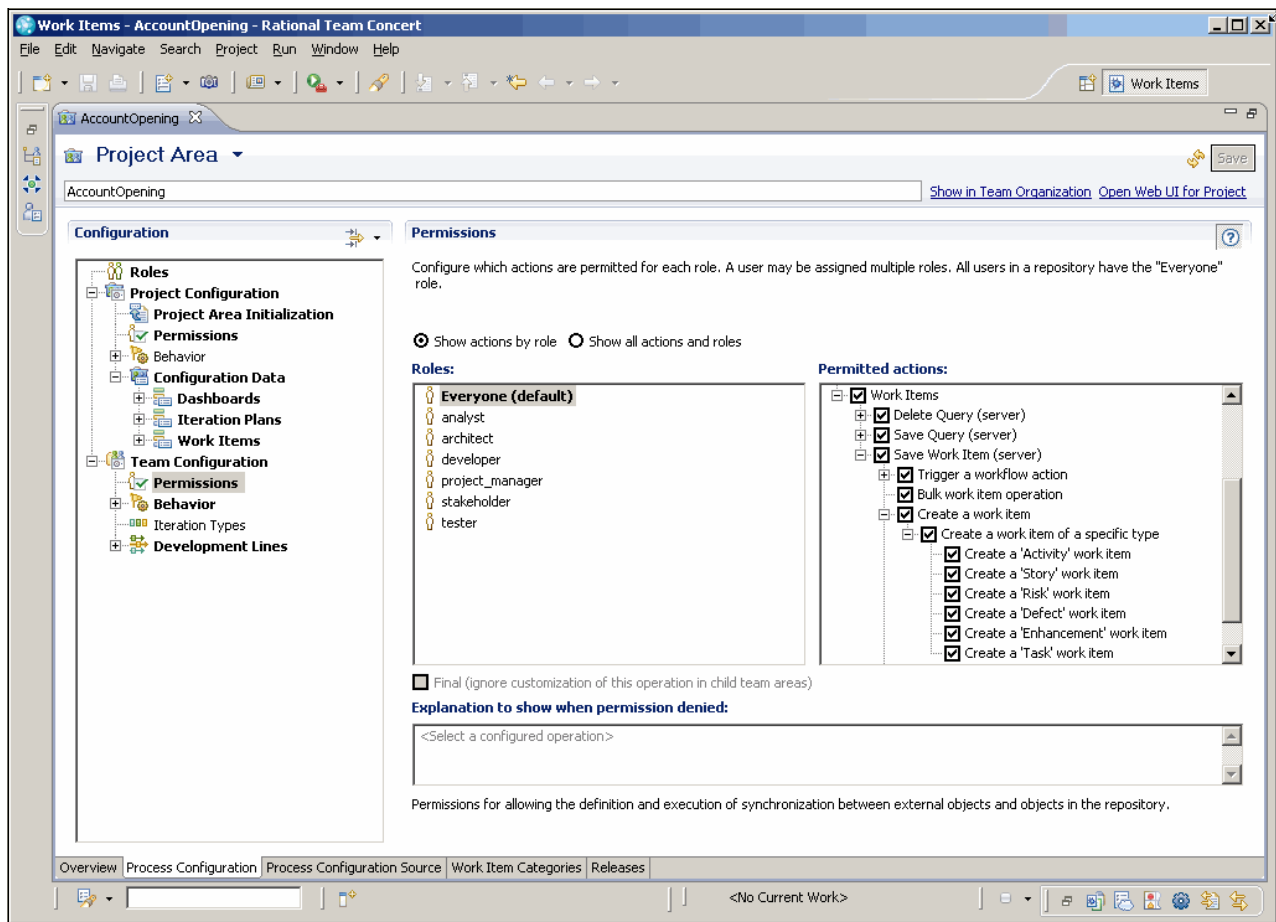 Work Items - AccountOpening - Rational Team Concert
File Edit Navigate Search Project Run Window Help
Work Items
AccountOpening
Project Area
Save
AccountOpening
Show in Team Organization Open Web UI for Project
Configuration
Roles
Project Configuration
Project Area Initialization
Permissions
Behavior
Configuration Data
Dashboards
Iteration Plans
Work Items
Team Configuration
Permissions
Behavior
Iteration Types
Development Lines
Permissions
Configure which actions are permitted for each role. A user may be assigned multiple roles. All users in a repository have the "Everyone"
role.
Show actions by role Show all actions and roles
Roles:
Everyone (default)
analyst
architect
developer
project_manager
stakeholder
tester
Permitted actions:
Work Items
Delete Query (server)
Save Query (server)
Save Work Item (server)
Trigger a workflow action
Bulk work item operation
Create a work item
Create a work item of a specific type
Create a 'Activity' work item
Create a 'Story' work item
Create a 'Risk' work item
Create a 'Defect' work item
Create a 'Enhancement' work item
Create a 'Task' work item
Final (ignore customization of this operation in child team areas)
Explanation to show when permission denied:
<Select a configured operation>
Permissions for allowing the definition and execution of synchronization between external objects and objects in the repository.
Overview Process Configuration Process Configuration Source Work Item Categories Releases
<No Current Work>